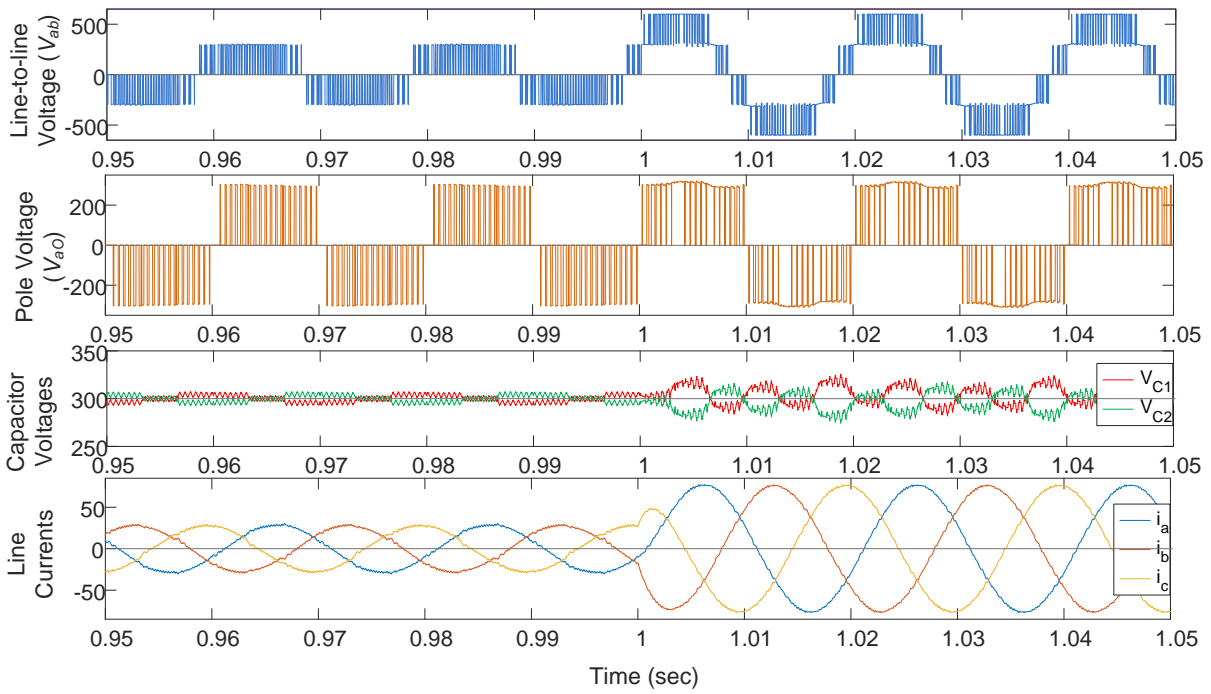 Line-to-line
Voltage (Vab)
500
0
-500
0.95 0.96 0.97 0.98 0.99 1 1.01 1.02 1.03 1.04 1.05
Pole Voltage
(VaO)
200
0
-200
0.95 0.96 0.97 0.98 0.99 1 1.01 1.02 1.03 1.04 1.05
Capacitor
Voltages
350
300
250
VC1
VC2
0.95 0.96 0.97 0.98 0.99 1 1.01 1.02 1.03 1.04 1.05
Line
Currents
50
0
-50
ia
ib
ic
0.95 0.96 0.97 0.98 0.99 1 1.01 1.02 1.03 1.04 1.05
Time (sec)